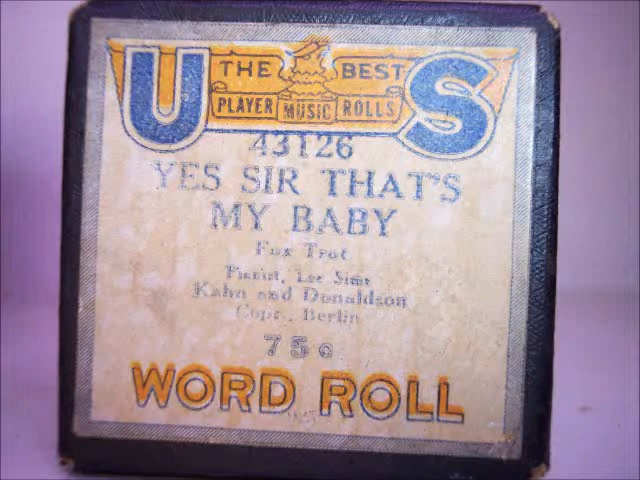 U THE BEST S
PLAYER MUSIC ROLLS
43126
YES SIR THAT'S
MY BABY
Fox Trot
Pianist, Lee Sims
Kahn and Donaldson
Copr., Berlin
75c
WORD ROLL